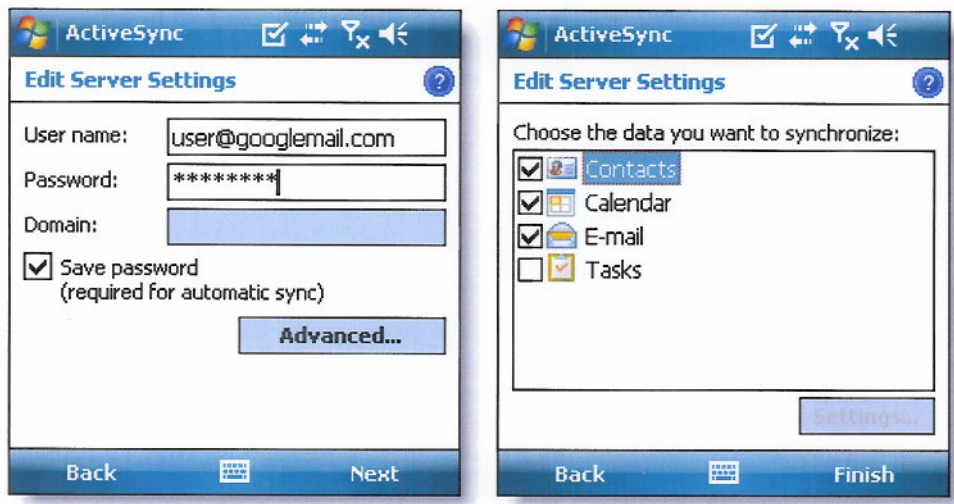 ActiveSync
Edit Server Settings
?
User name: user@googlemail.com
Password: ********
Domain:
Save password
(required for automatic sync)
Advanced...
Back Next
ActiveSync
Edit Server Settings
?
Choose the data you want to synchronize:
Contacts
Calendar
E-mail
Tasks
Settings...
Back Finish